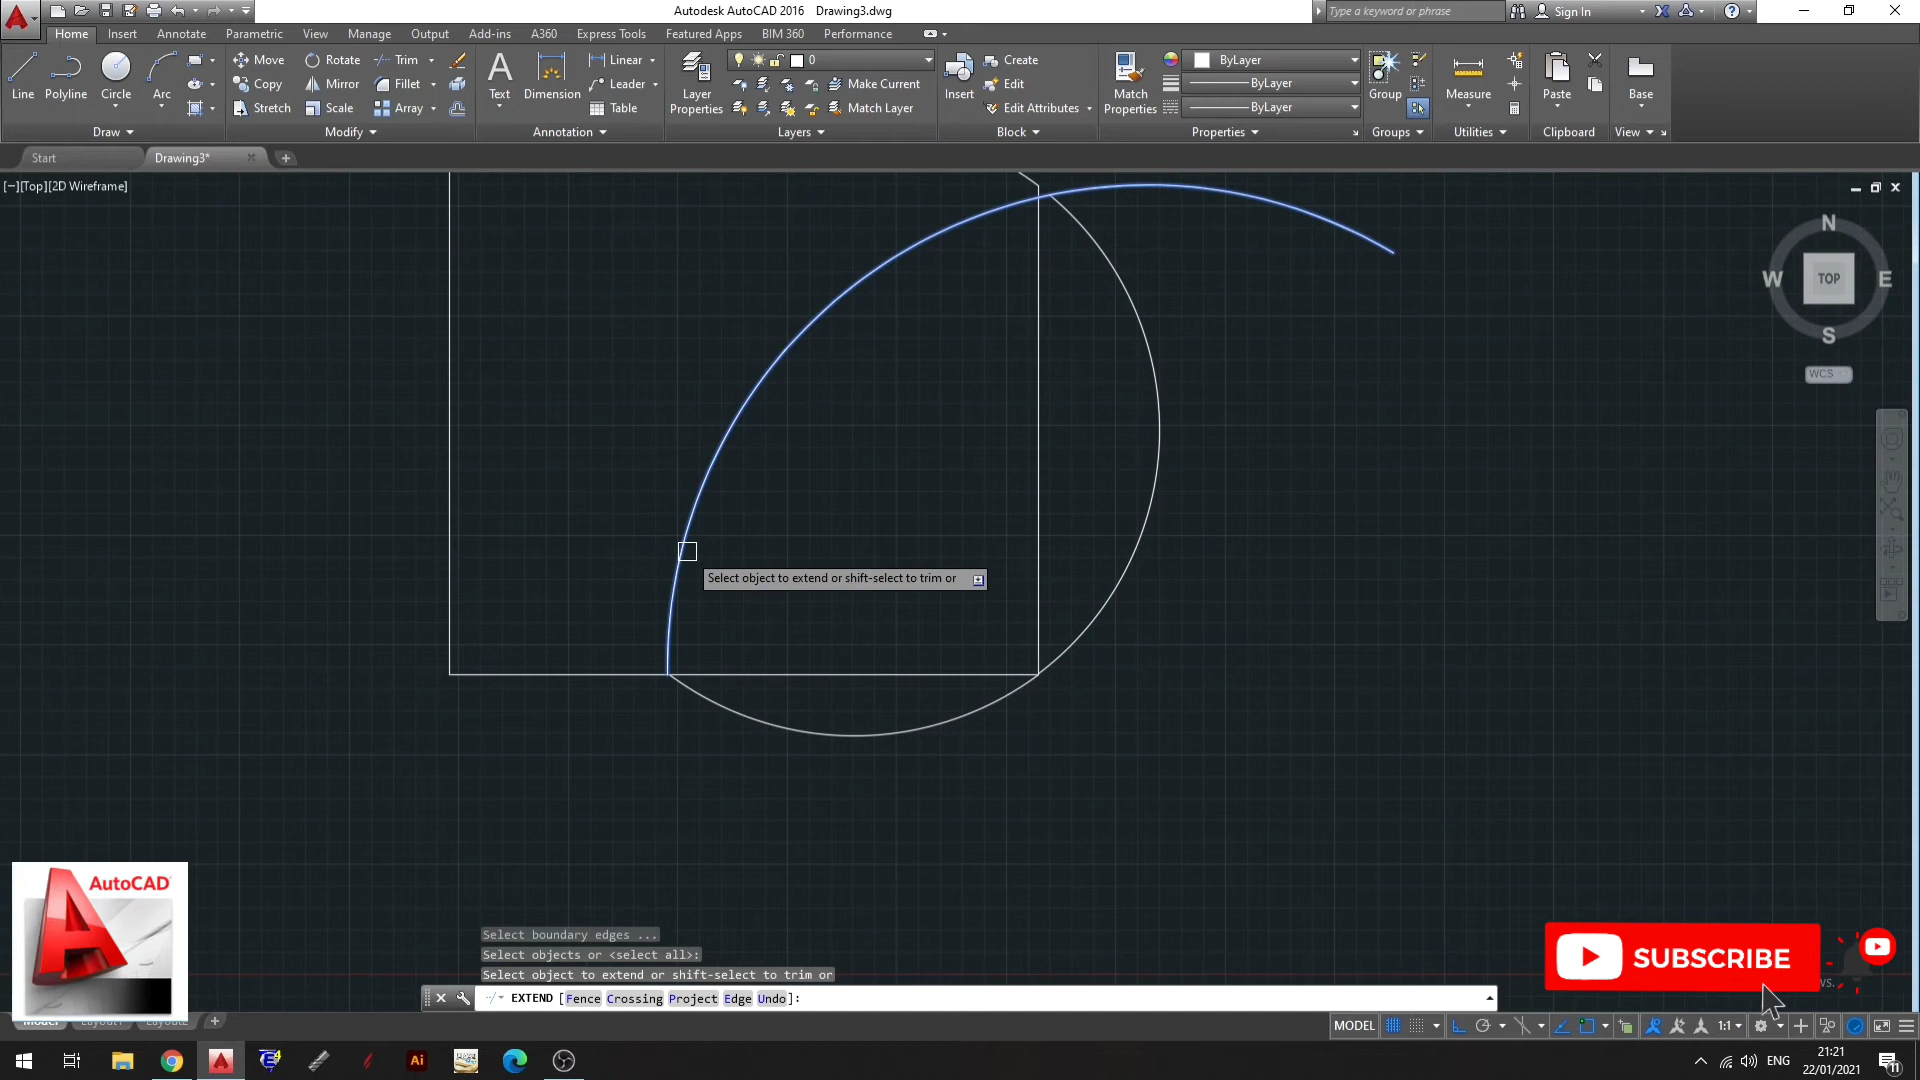 Autodesk AutoCAD 2016 Drawing3.dwg
Type a keyword or phrase
Sign In
Home Insert Annotate Parametric View Manage Output Add-ins A360 Express Tools Featured Apps BIM 360 Performance
Line Polyline Circle Arc
Move Rotate Trim
Copy Mirror Fillet
Stretch Scale Array
Text Dimension
Linear
Leader
Table
Layer Properties
0
Make Current
Match Layer
Insert
Create
Edit
Edit Attributes
Match Properties
ByLayer
ByLayer
ByLayer
Group
Measure
Paste
Base
Draw Modify Annotation Layers Block Properties Groups Utilities Clipboard View
Start Drawing3*
[−][Top][2D Wireframe]
N
W TOP E
S
WCS
Select object to extend or shift-select to trim or
AutoCAD
Select boundary edges ...
Select objects or <select all>:
Select object to extend or shift-select to trim or
EXTEND [Fence Crossing Project Edge Undo]:
SUBSCRIBE
Model Layout1 Layout2
MODEL 1:1
Ai
ENG
21:21
22/01/2021
11